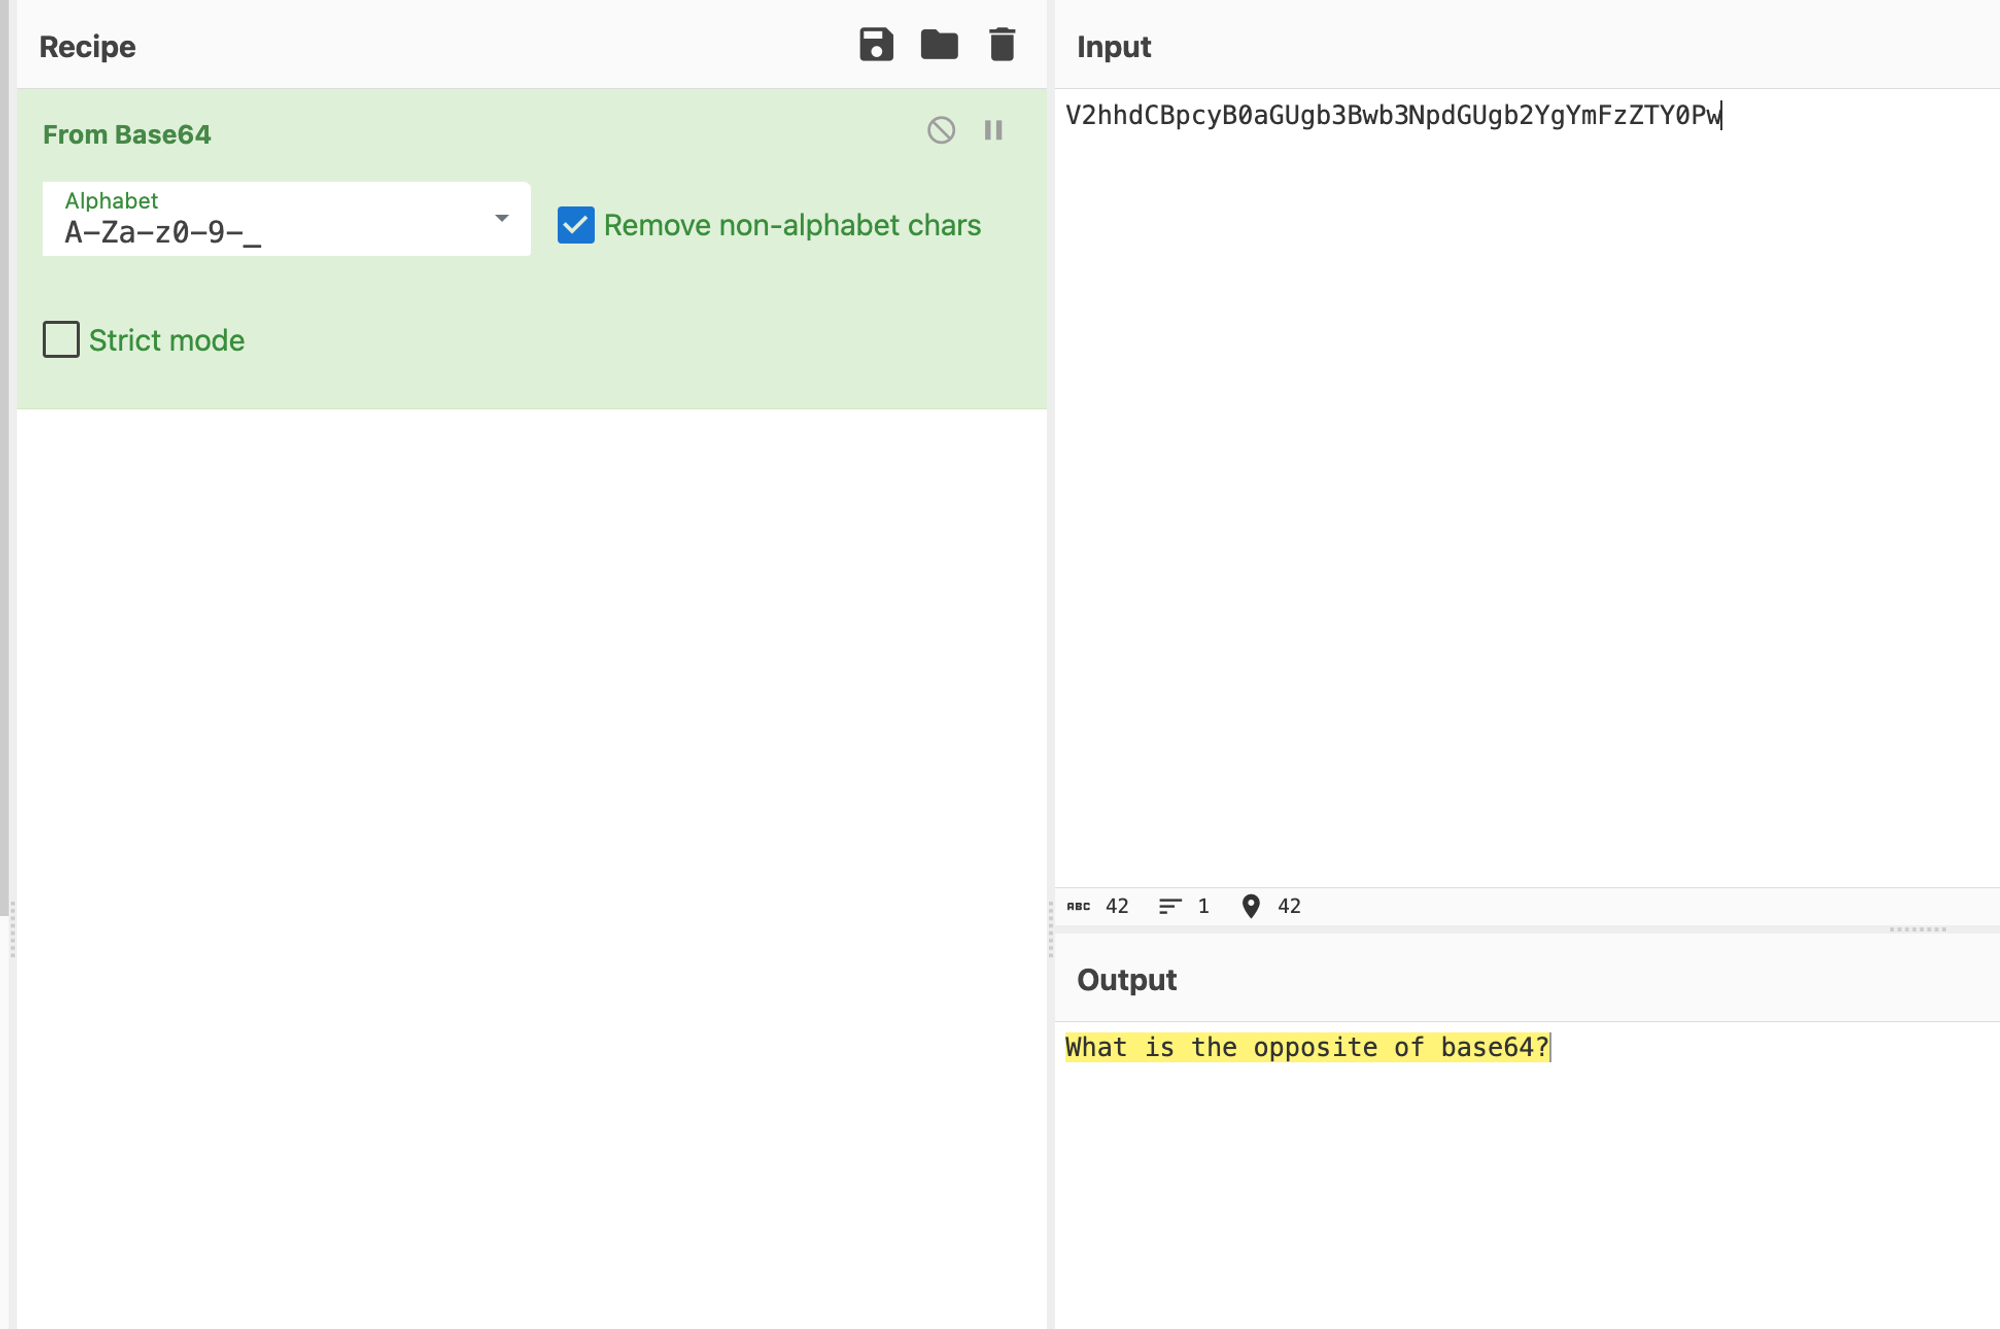 Recipe
From Base64
Alphabet
A-Za-z0-9-_
Remove non-alphabet chars
Strict mode
Input
V2hhdCBpcyB0aGUgb3Bwb3NpdGUgb2YgYmFzZTY0Pw
ABC 42 1 42
Output
What is the opposite of base64?